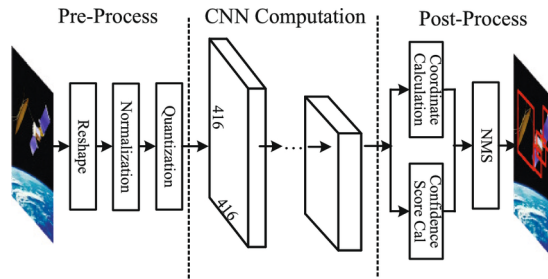 Pre-Process
CNN Computation
Post-Process
Reshape
Normalization
Quantization
416
416
...
Coordinate
Calculation
Confidence
Score Cal
NMS